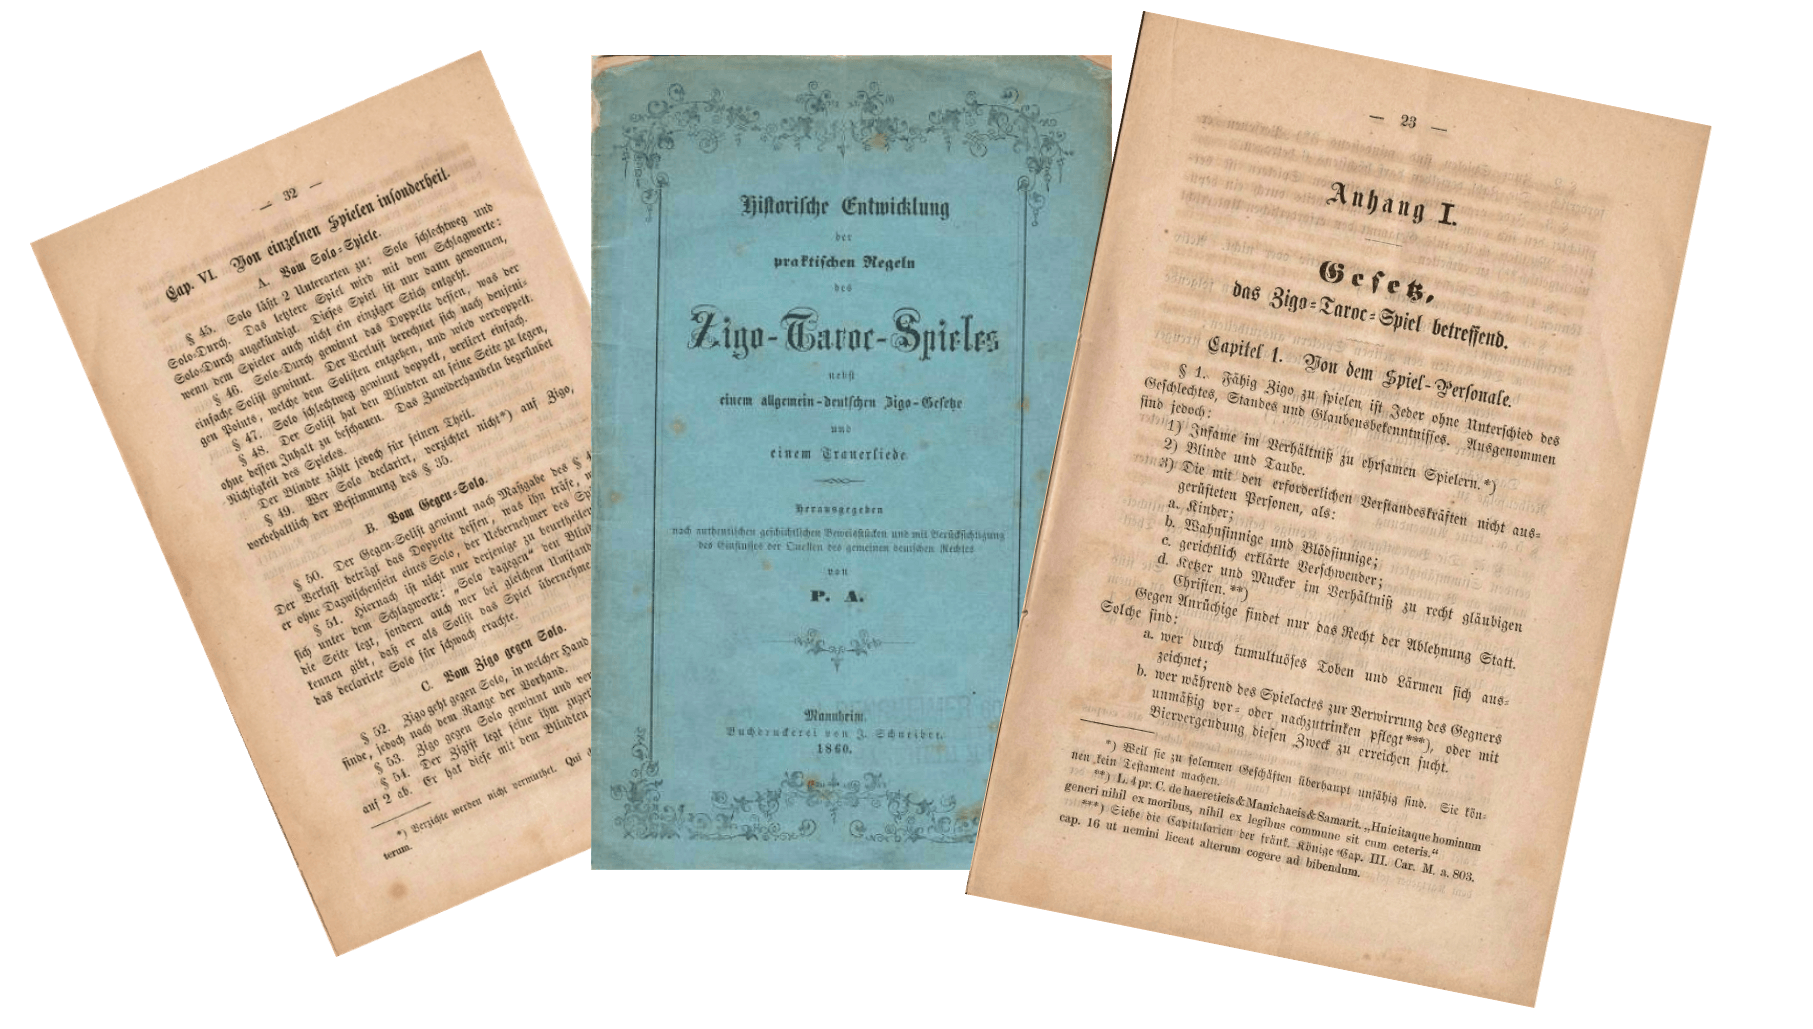 — 32 —
Cap. VI. Von einzelnen Spielen insonderheit.
A. Vom Solo-Spiele.
§ 45. Solo läßt 2 Unterarten zu: Solo schlechtweg und
Solo-Durch. Das letztere Spiel wird mit dem Schlagworte:
Solo-Durch angekündigt. Dieses Spiel ist nur dann gewonnen,
wenn dem Spieler auch nicht ein einziger Stich entgeht.
§ 46. Solo-Durch gewinnt das Doppelte dessen, was der
einfache Solist gewinnt. Der Verlust berechnet sich nach denjeni-
gen Points, welche dem Solisten entgehen, und wird verdoppelt.
§ 47. Solo schlechtweg gewinnt doppelt, verliert einfach.
§ 48. Der Solist hat den Blindten an seine Seite zu legen,
ohne dessen Inhalt zu beschauen. Das Zuwiderhandeln begründet
Nichtigkeit des Spieles.
Der Blindte zählt jedoch für seinen Theil.
§ 49. Wer Solo declarirt, verzichtet nicht*) auf Zigo,
vorbehaltlich der Bestimmung des § 35.
B. Vom Gegen-Solo.
§ 50. Der Gegen-Solist gewinnt nach Maßgabe des § 4
Der Verlust beträgt das Doppelte dessen, was ihn träfe, w
er ohne Dazwischensein eines Solo, der Uebernehmer des Sp
§ 51. Hiernach ist nicht nur derjenige zu beurtheilen
sich unter dem Schlagworte: „Solo dagegen" den Blin
die Seite legt, sondern auch wer bei gleichem Umstand
kennen gibt, daß er als Solist das Spiel übernehme
das declarirte Solo für schwach erachte.
C. Vom Zigo gegen Solo.
§ 52. Zigo geht gegen Solo, in welcher Hand
finde, jedoch nach dem Range der Vorhand.
§ 53. Zigo gegen Solo gewinnt und ver
§ 54. Der Zigist legt seine ihm zugef
auf 2 ab. Er hat diese mit dem Blindten
*) Verzichte werden nicht vermuthet. Qui
terum.
Historische Entwicklung
der
praktischen Regeln
des
Zigo-Taroc-Spieles
nebst
einem allgemein-deutschen Zigo-Gesetze
und
einem Trauerliede
Herausgegeben
nach authentischen geschichtlichen Beweisstücken und mit Berücksichtigung
des Einflusses der Quellen des gemeinen deutschen Rechtes
von
P. A.
Mannheim.
Buchdruckerei von J. Schneider.
1860.
— 23 —
Anhang I.
Gesetz,
das Zigo-Taroc-Spiel betreffend.
Capitel 1. Von dem Spiel-Personale.
§ 1. Fähig Zigo zu spielen ist Jeder ohne Unterschied des
Geschlechtes, Standes und Glaubensbekenntnisses. Ausgenommen
sind jedoch:
1) Infame im Verhältniß zu ehrsamen Spielern.*)
2) Blinde und Taube.
3) Die mit den erforderlichen Verstandeskräften nicht aus-
gerüsteten Personen, als:
a. Kinder;
b. Wahnsinnige und Blödsinnige;
c. gerichtlich erklärte Verschwender;
d. Ketzer und Mucker im Verhältniß zu recht gläubigen
Christen.**)
Gegen Anrüchige findet nur das Recht der Ablehnung Statt.
Solche sind:
a. wer durch tumultuöses Toben und Lärmen sich aus-
zeichnet;
b. wer während des Spielactes zur Verwirrung des Gegners
unmäßig vor- oder nachzutrinken pflegt***), oder mit
Biervergendung diesen Zweck zu erreichen sucht.
*) Weil sie zu solennen Geschäften überhaupt unfähig sind. Sie kön-
nen kein Testament machen.
**) L. 4 pr. C. de haereticis & Manichaeis & Samarit. „Huic itaque hominum
generi nihil ex moribus, nihil ex legibus commune sit cum ceteris."
***) Siehe die Capitularien der fränk. Könige Cap. III. Car. M. a. 803.
cap. 16 ut nemini liceat alterum cogere ad bibendum.